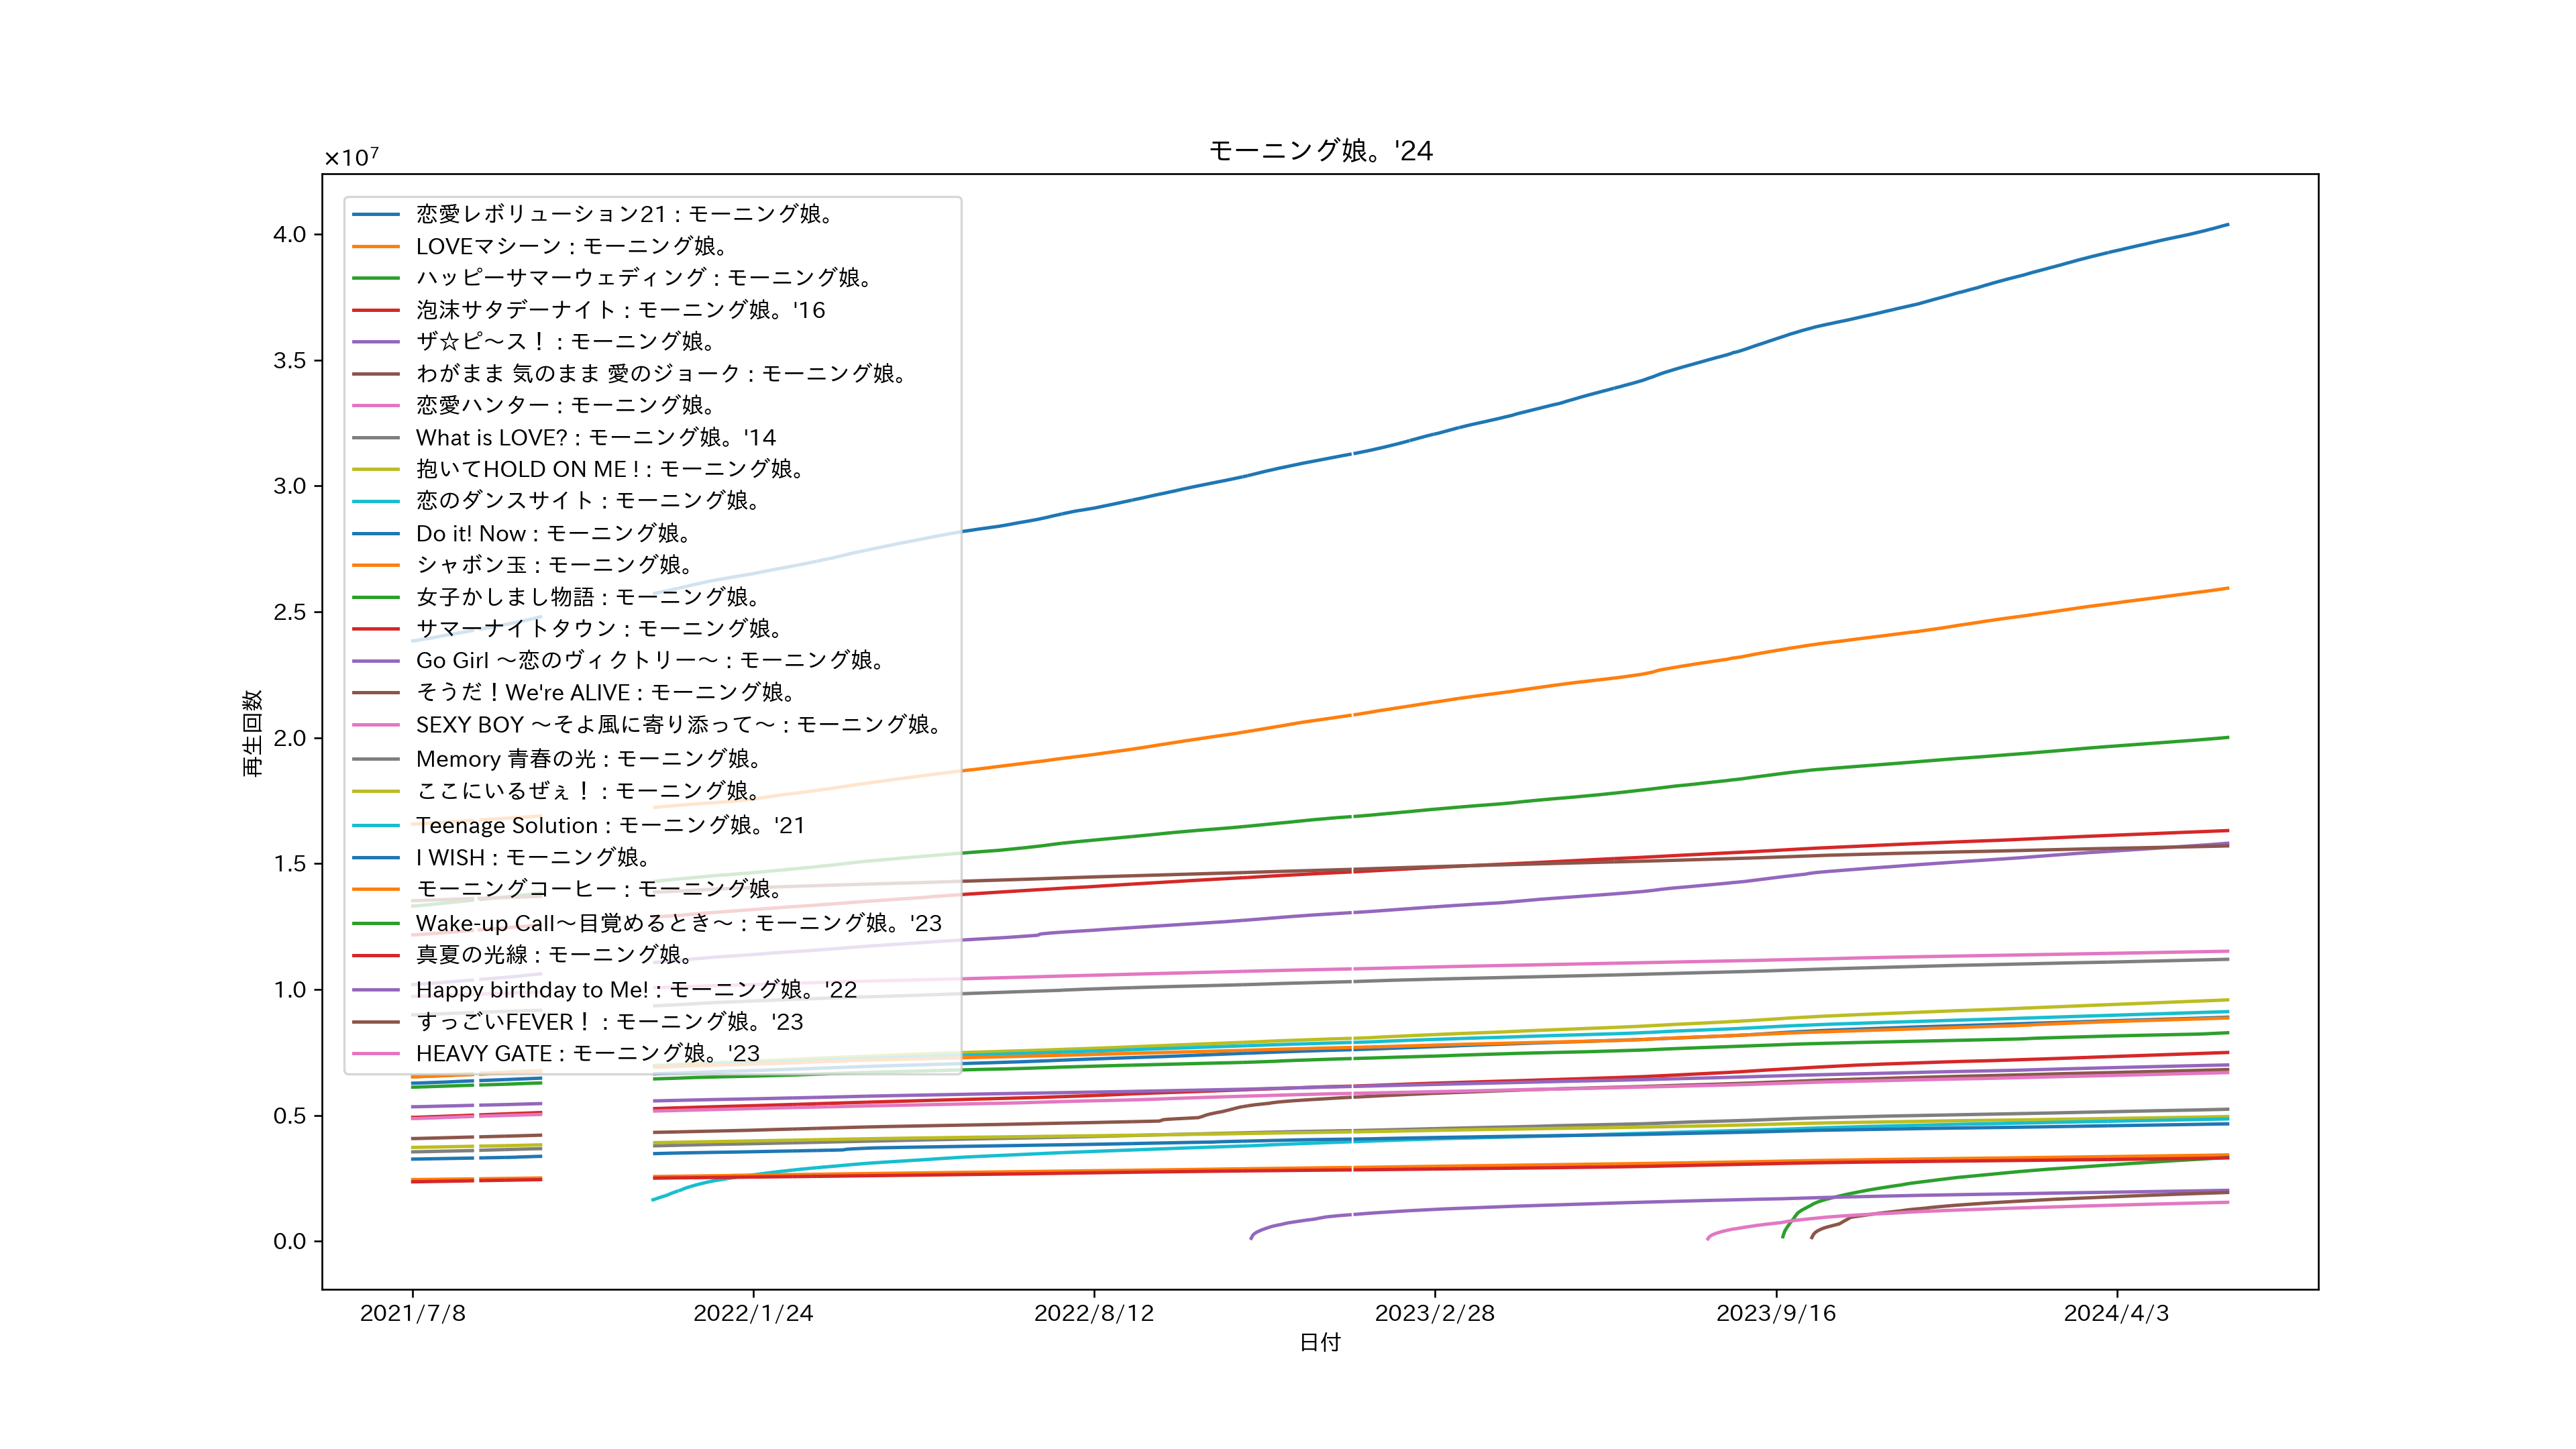 モーニング娘。'24
×10⁷
4.0
3.5
3.0
2.5
2.0
1.5
1.0
0.5
0.0
再生回数
恋愛レボリューション21 : モーニング娘。
LOVEマシーン : モーニング娘。
ハッピーサマーウェディング : モーニング娘。
泡沫サタデーナイト : モーニング娘。'16
ザ☆ピ〜ス！ : モーニング娘。
わがまま 気のまま 愛のジョーク : モーニング娘。
恋愛ハンター : モーニング娘。
What is LOVE? : モーニング娘。'14
抱いてHOLD ON ME ! : モーニング娘。
恋のダンスサイト : モーニング娘。
Do it! Now : モーニング娘。
シャボン玉 : モーニング娘。
女子かしまし物語 : モーニング娘。
サマーナイトタウン : モーニング娘。
Go Girl 〜恋のヴィクトリー〜 : モーニング娘。
そうだ！We're ALIVE : モーニング娘。
SEXY BOY 〜そよ風に寄り添って〜 : モーニング娘。
Memory 青春の光 : モーニング娘。
ここにいるぜぇ！ : モーニング娘。
Teenage Solution : モーニング娘。'21
I WISH : モーニング娘。
モーニングコーヒー : モーニング娘。
Wake-up Call〜目覚めるとき〜 : モーニング娘。'23
真夏の光線 : モーニング娘。
Happy birthday to Me! : モーニング娘。'22
すっごいFEVER！ : モーニング娘。'23
HEAVY GATE : モーニング娘。'23
2021/7/8
2022/1/24
2022/8/12
2023/2/28
2023/9/16
2024/4/3
日付